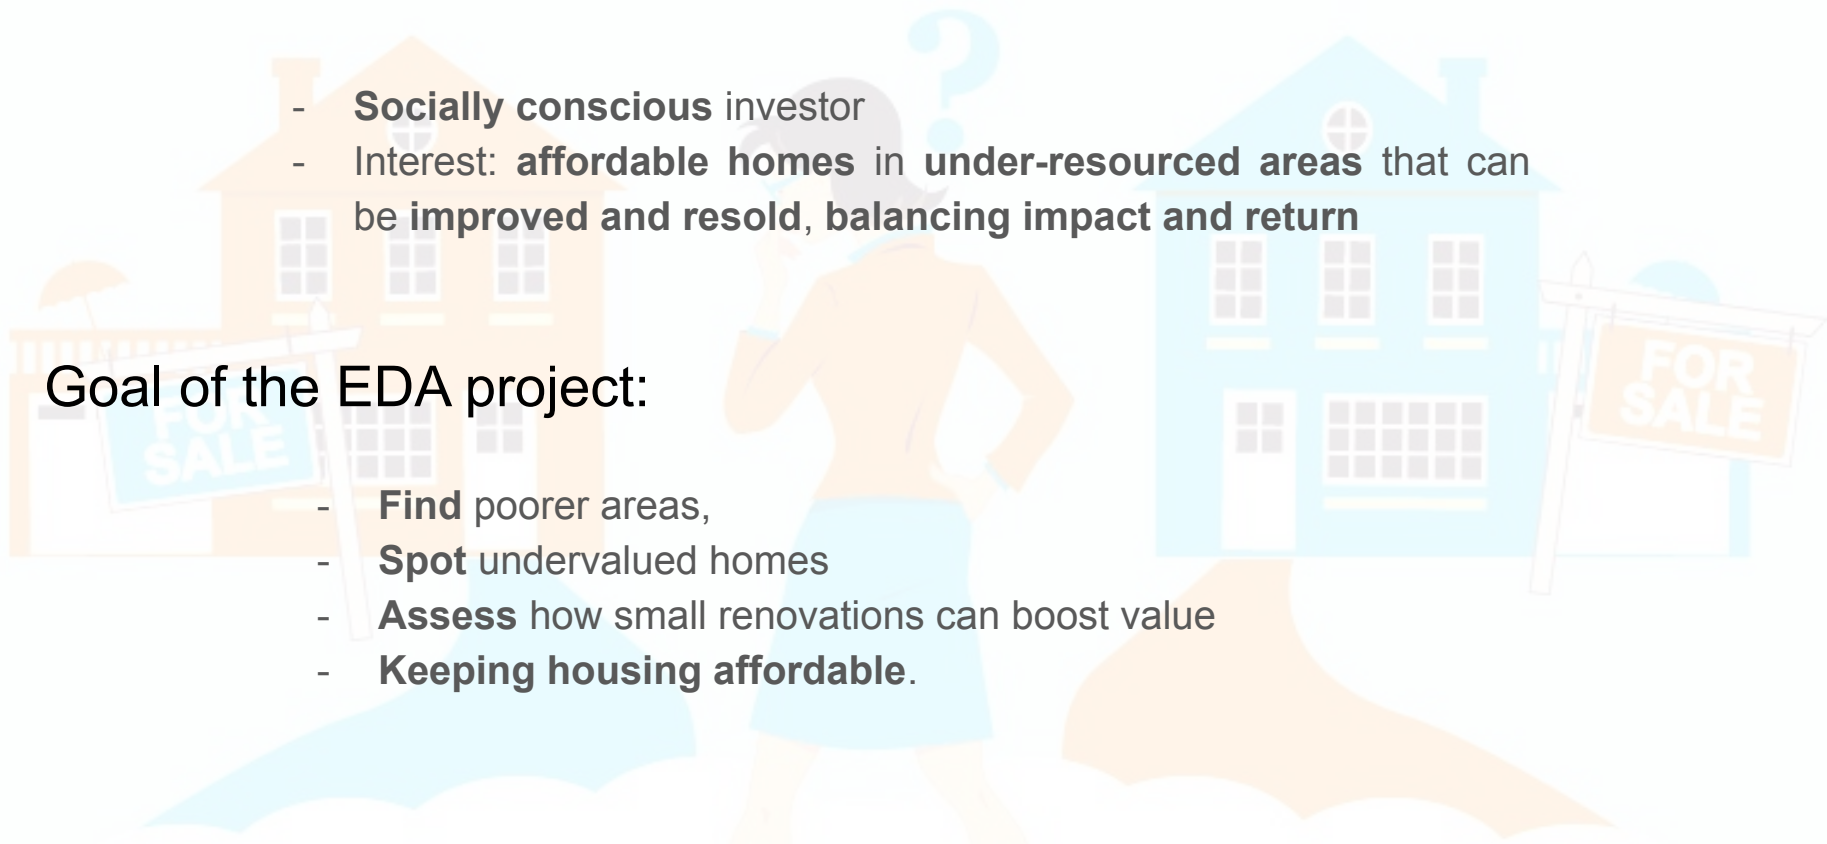 - Socially conscious investor
- Interest: affordable homes in under-resourced areas that can
be improved and resold, balancing impact and return
Goal of the EDA project:
FOR
SALE
FOR
SALE
- Find poorer areas,
- Spot undervalued homes
- Assess how small renovations can boost value
- Keeping housing affordable.
?